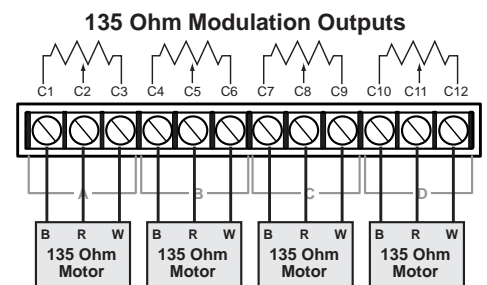 135 Ohm Modulation Outputs
C1 C2 C3 C4 C5 C6 C7 C8 C9 C10 C11 C12
A B C D
B R W B R W B R W B R W
135 Ohm 135 Ohm 135 Ohm 135 Ohm
Motor Motor Motor Motor